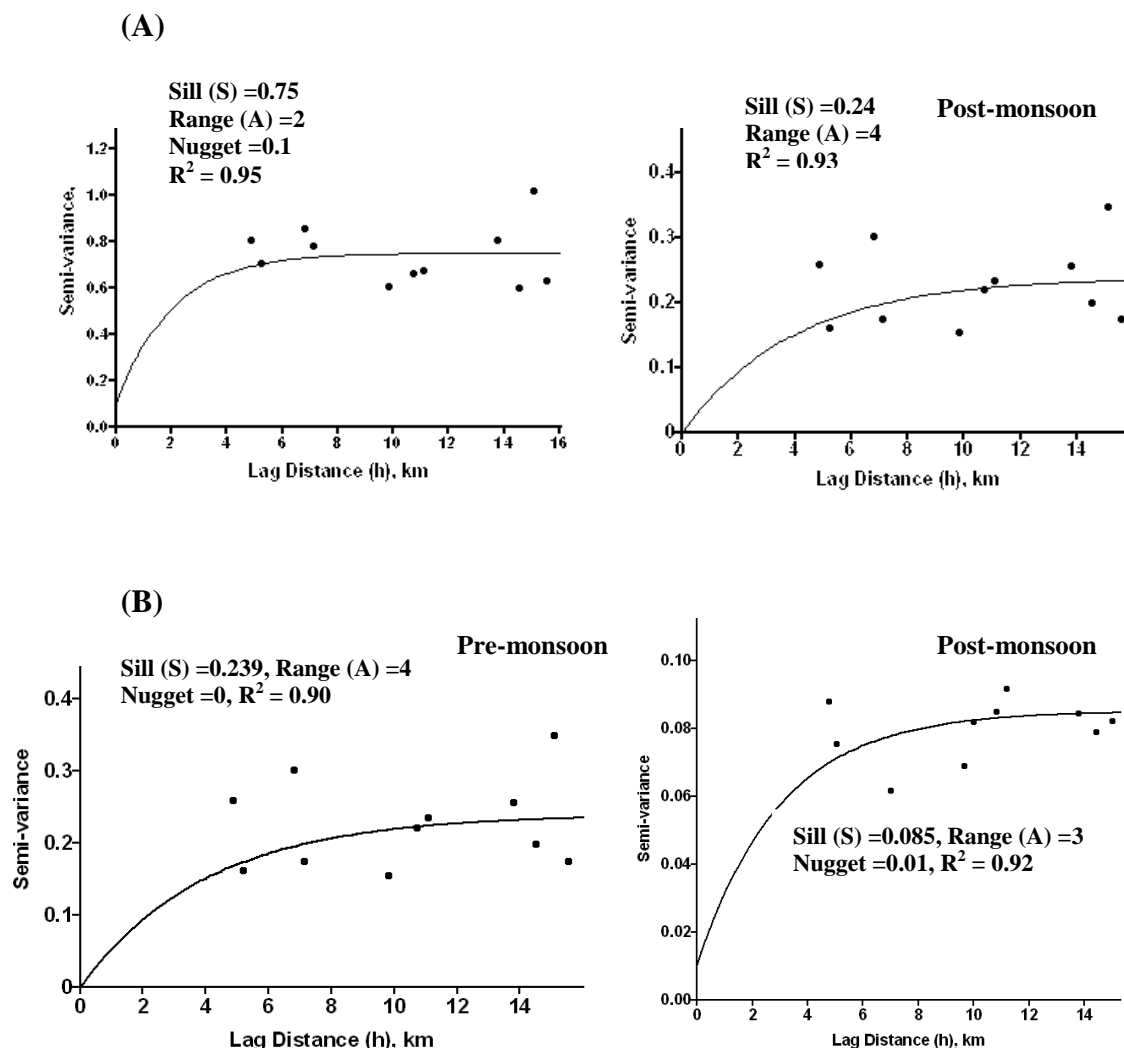 (A)
Sill (S) =0.75
Range (A) =2
Nugget =0.1
R² = 0.95
1.2
1.0
0.8
0.6
0.4
0.2
0.0
Semi-variance,
0 2 4 6 8 10 12 14 16
Lag Distance (h), km
Sill (S) =0.24
Range (A) =4
R² = 0.93
Post-monsoon
0.4
0.3
0.2
0.1
0
Semi-variance
0 2 4 6 8 10 12 14
Lag Distance (h), km
(B)
Pre-monsoon
Sill (S) =0.239, Range (A) =4
Nugget =0, R² = 0.90
0.4
0.3
0.2
0.1
0
Semi-variance
0 2 4 6 8 10 12 14
Lag Distance (h), km
Post-monsoon
0.10
0.08
0.06
0.04
0.02
0.00
Semi-variance
Sill (S) =0.085, Range (A) =3
Nugget =0.01, R² = 0.92
0 2 4 6 8 10 12 14
Lag Distance (h), km